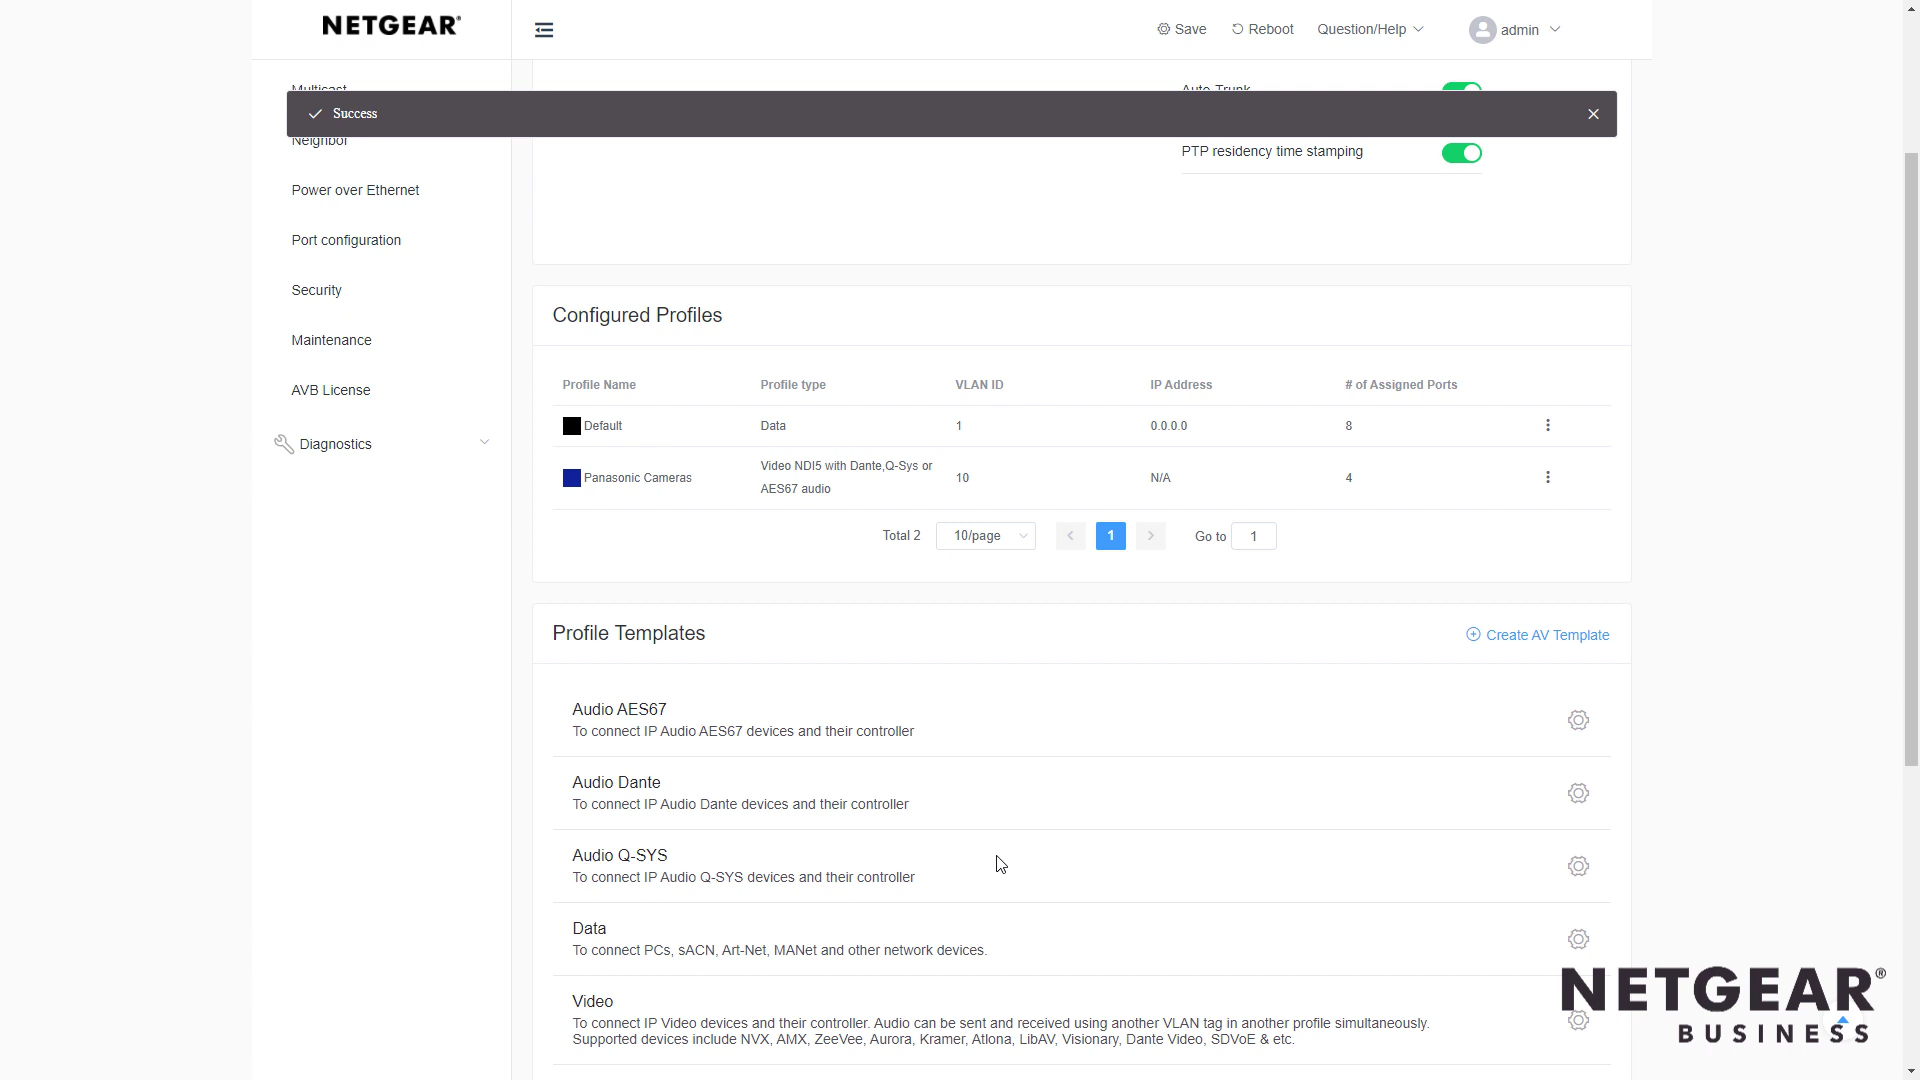 NETGEAR®
Save
Reboot
Question/Help
admin
Multicast
Auto-Trunk
Success
Neighbor
PTP residency time stamping
Power over Ethernet
Port configuration
Security
Maintenance
AVB License
Diagnostics
Configured Profiles
Profile Name Profile type VLAN ID IP Address # of Assigned Ports
Default Data 1 0.0.0.0 8
Panasonic Cameras Video NDI5 with Dante,Q-Sys or 10 N/A 4
AES67 audio
Total 2 10/page 1 Go to 1
Profile Templates
Create AV Template
Audio AES67
To connect IP Audio AES67 devices and their controller
Audio Dante
To connect IP Audio Dante devices and their controller
Audio Q-SYS
To connect IP Audio Q-SYS devices and their controller
Data
To connect PCs, sACN, Art-Net, MANet and other network devices.
Video
To connect IP Video devices and their controller. Audio can be sent and received using another VLAN tag in another profile simultaneously.
Supported devices include NVX, AMX, ZeeVee, Aurora, Kramer, Atlona, LibAV, Visionary, Dante Video, SDVoE & etc.
NETGEAR®
BUSINESS